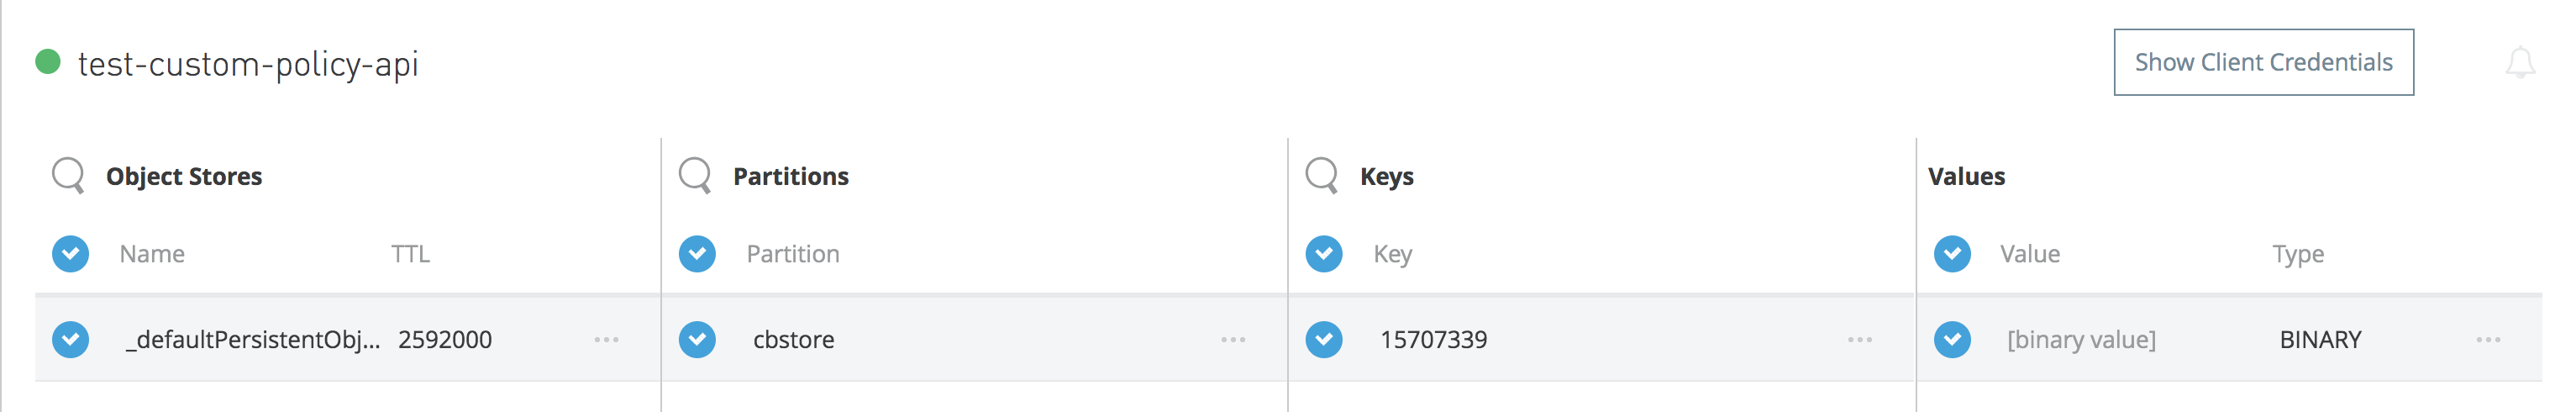 test-custom-policy-api
Show Client Credentials
Object Stores
Partitions
Keys
Values
Name TTL
Partition
Key
Value Type
_defaultPersistentObj... 2592000
cbstore
15707339
[binary value] BINARY